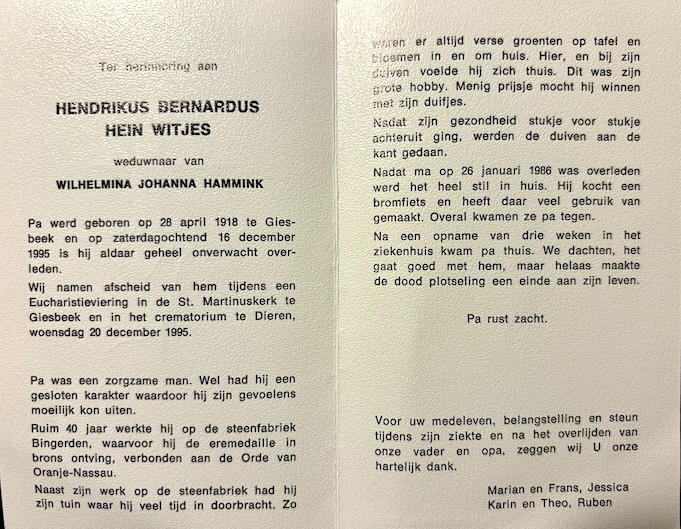 Ter herinnering aan
HENDRIKUS BERNARDUS
HEIN WITJES
weduwnaar van
WILHELMINA JOHANNA HAMMINK
Pa werd geboren op 28 april 1918 te Gies-
beek en op zaterdagochtend 16 december
1995 is hij aldaar geheel onverwacht over-
leden.
Wij namen afscheid van hem tijdens een
Eucharistieviering in de St. Martinuskerk te
Giesbeek en in het crematorium te Dieren,
woensdag 20 december 1995.
Pa was een zorgzame man. Wel had hij een
gesloten karakter waardoor hij zijn gevoelens
moeilijk kon uiten.
Ruim 40 jaar werkte hij op de steenfabriek
Bingerden, waarvoor hij de eremedaille in
brons ontving, verbonden aan de Orde van
Oranje-Nassau.
Naast zijn werk op de steenfabriek had hij
zijn tuin waar hij veel tijd in doorbracht. Zo
waren er altijd verse groenten op tafel en
bloemen in en om huis. Hier, en bij zijn
duiven voelde hij zich thuis. Dit was zijn
grote hobby. Menig prijsje mocht hij winnen
met zijn duifjes.
Nadat zijn gezondheid stukje voor stukje
achteruit ging, werden de duiven aan de
kant gedaan.
Nadat ma op 26 januari 1986 was overleden
werd het heel stil in huis. Hij kocht een
bromfiets en heeft daar veel gebruik van
gemaakt. Overal kwamen ze pa tegen.
Na een opname van drie weken in het
ziekenhuis kwam pa thuis. We dachten, het
gaat goed met hem, maar helaas maakte
de dood plotseling een einde aan zijn leven.
Pa rust zacht.
Voor uw medeleven, belangstelling en steun
tijdens zijn ziekte en na het overlijden van
onze vader en opa, zeggen wij U onze
hartelijk dank.
Marian en Frans, Jessica
Karin en Theo, Ruben